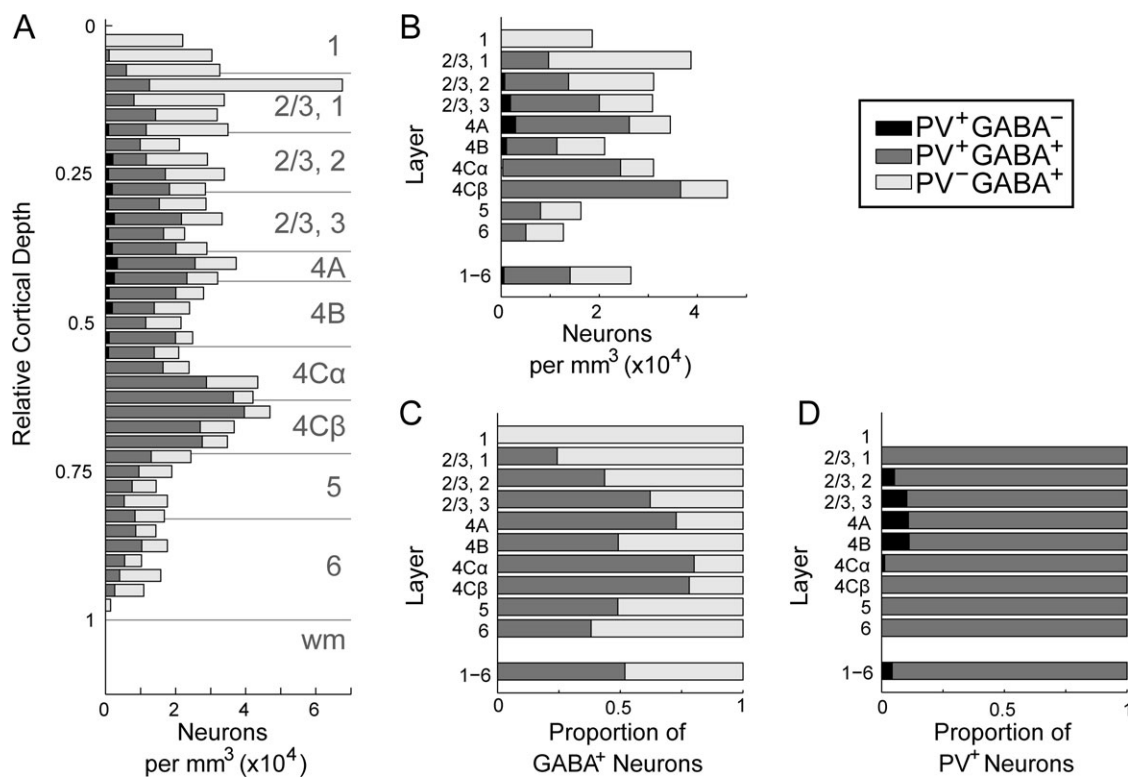 A
0
0.25
0.5
0.75
1
Relative Cortical Depth
1
2/3, 1
2/3, 2
2/3, 3
4A
4B
4Cα
4Cβ
5
6
wm
0 2 4 6
Neurons
per mm³ (x10⁴)
B
Layer
1
2/3, 1
2/3, 2
2/3, 3
4A
4B
4Cα
4Cβ
5
6
1–6
0 2 4
Neurons
per mm³ (x10⁴)
PV⁺GABA⁻
PV⁺GABA⁺
PV⁻GABA⁺
C
Layer
1
2/3, 1
2/3, 2
2/3, 3
4A
4B
4Cα
4Cβ
5
6
1–6
0 0.5 1
Proportion of
GABA⁺ Neurons
D
Layer
1
2/3, 1
2/3, 2
2/3, 3
4A
4B
4Cα
4Cβ
5
6
1–6
0 0.5 1
Proportion of
PV⁺ Neurons